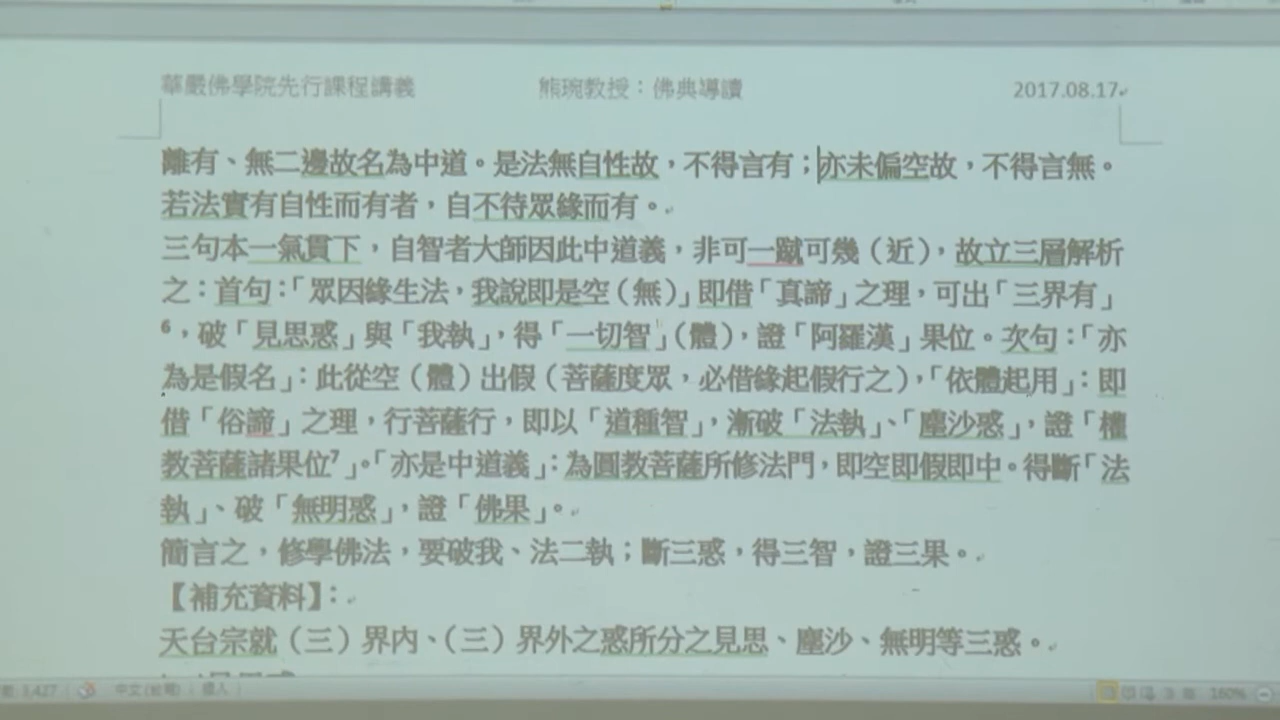 華嚴佛學院先行課程講義 熊琬教授：佛典導讀 2017.08.17
離有、無二邊故名為中道。是法無自性故，不得言有；亦未偏空故，不得言無。
若法實有自性而有者，自不待眾緣而有。
三句本一氣貫下，自智者大師因此中道義，非可一蹴可幾（近），故立三層解析
之：首句：「眾因緣生法，我說即是空（無）」即借「真諦」之理，可出「三界有」
6，破「見思惑」與「我執」，得「一切智」（體），證「阿羅漢」果位。次句：「亦
為是假名」：此從空（體）出假（菩薩度眾，必借緣起假行之），「依體起用」：即
借「俗諦」之理，行菩薩行，即以「道種智」，漸破「法執」、「塵沙惑」，證「權
教菩薩諸果位7」。「亦是中道義」：為圓教菩薩所修法門，即空即假即中。得斷「法
執」、破「無明惑」，證「佛果」。
簡言之，修學佛法，要破我、法二執；斷三惑，得三智，證三果。
【補充資料】：
天台宗就（三）界內、（三）界外之惑所分之見思、塵沙、無明等三惑。
3,427 中文(台灣) 插入 160%